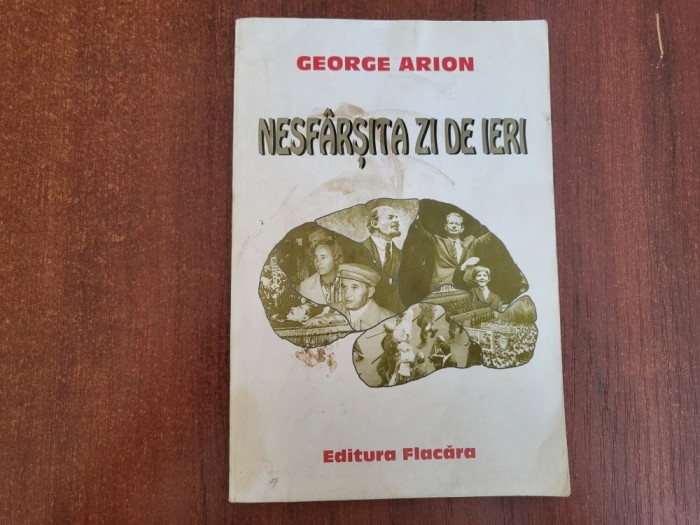 GEORGE ARION
NESFÂRȘITA ZI DE IERI
Editura Flacăra